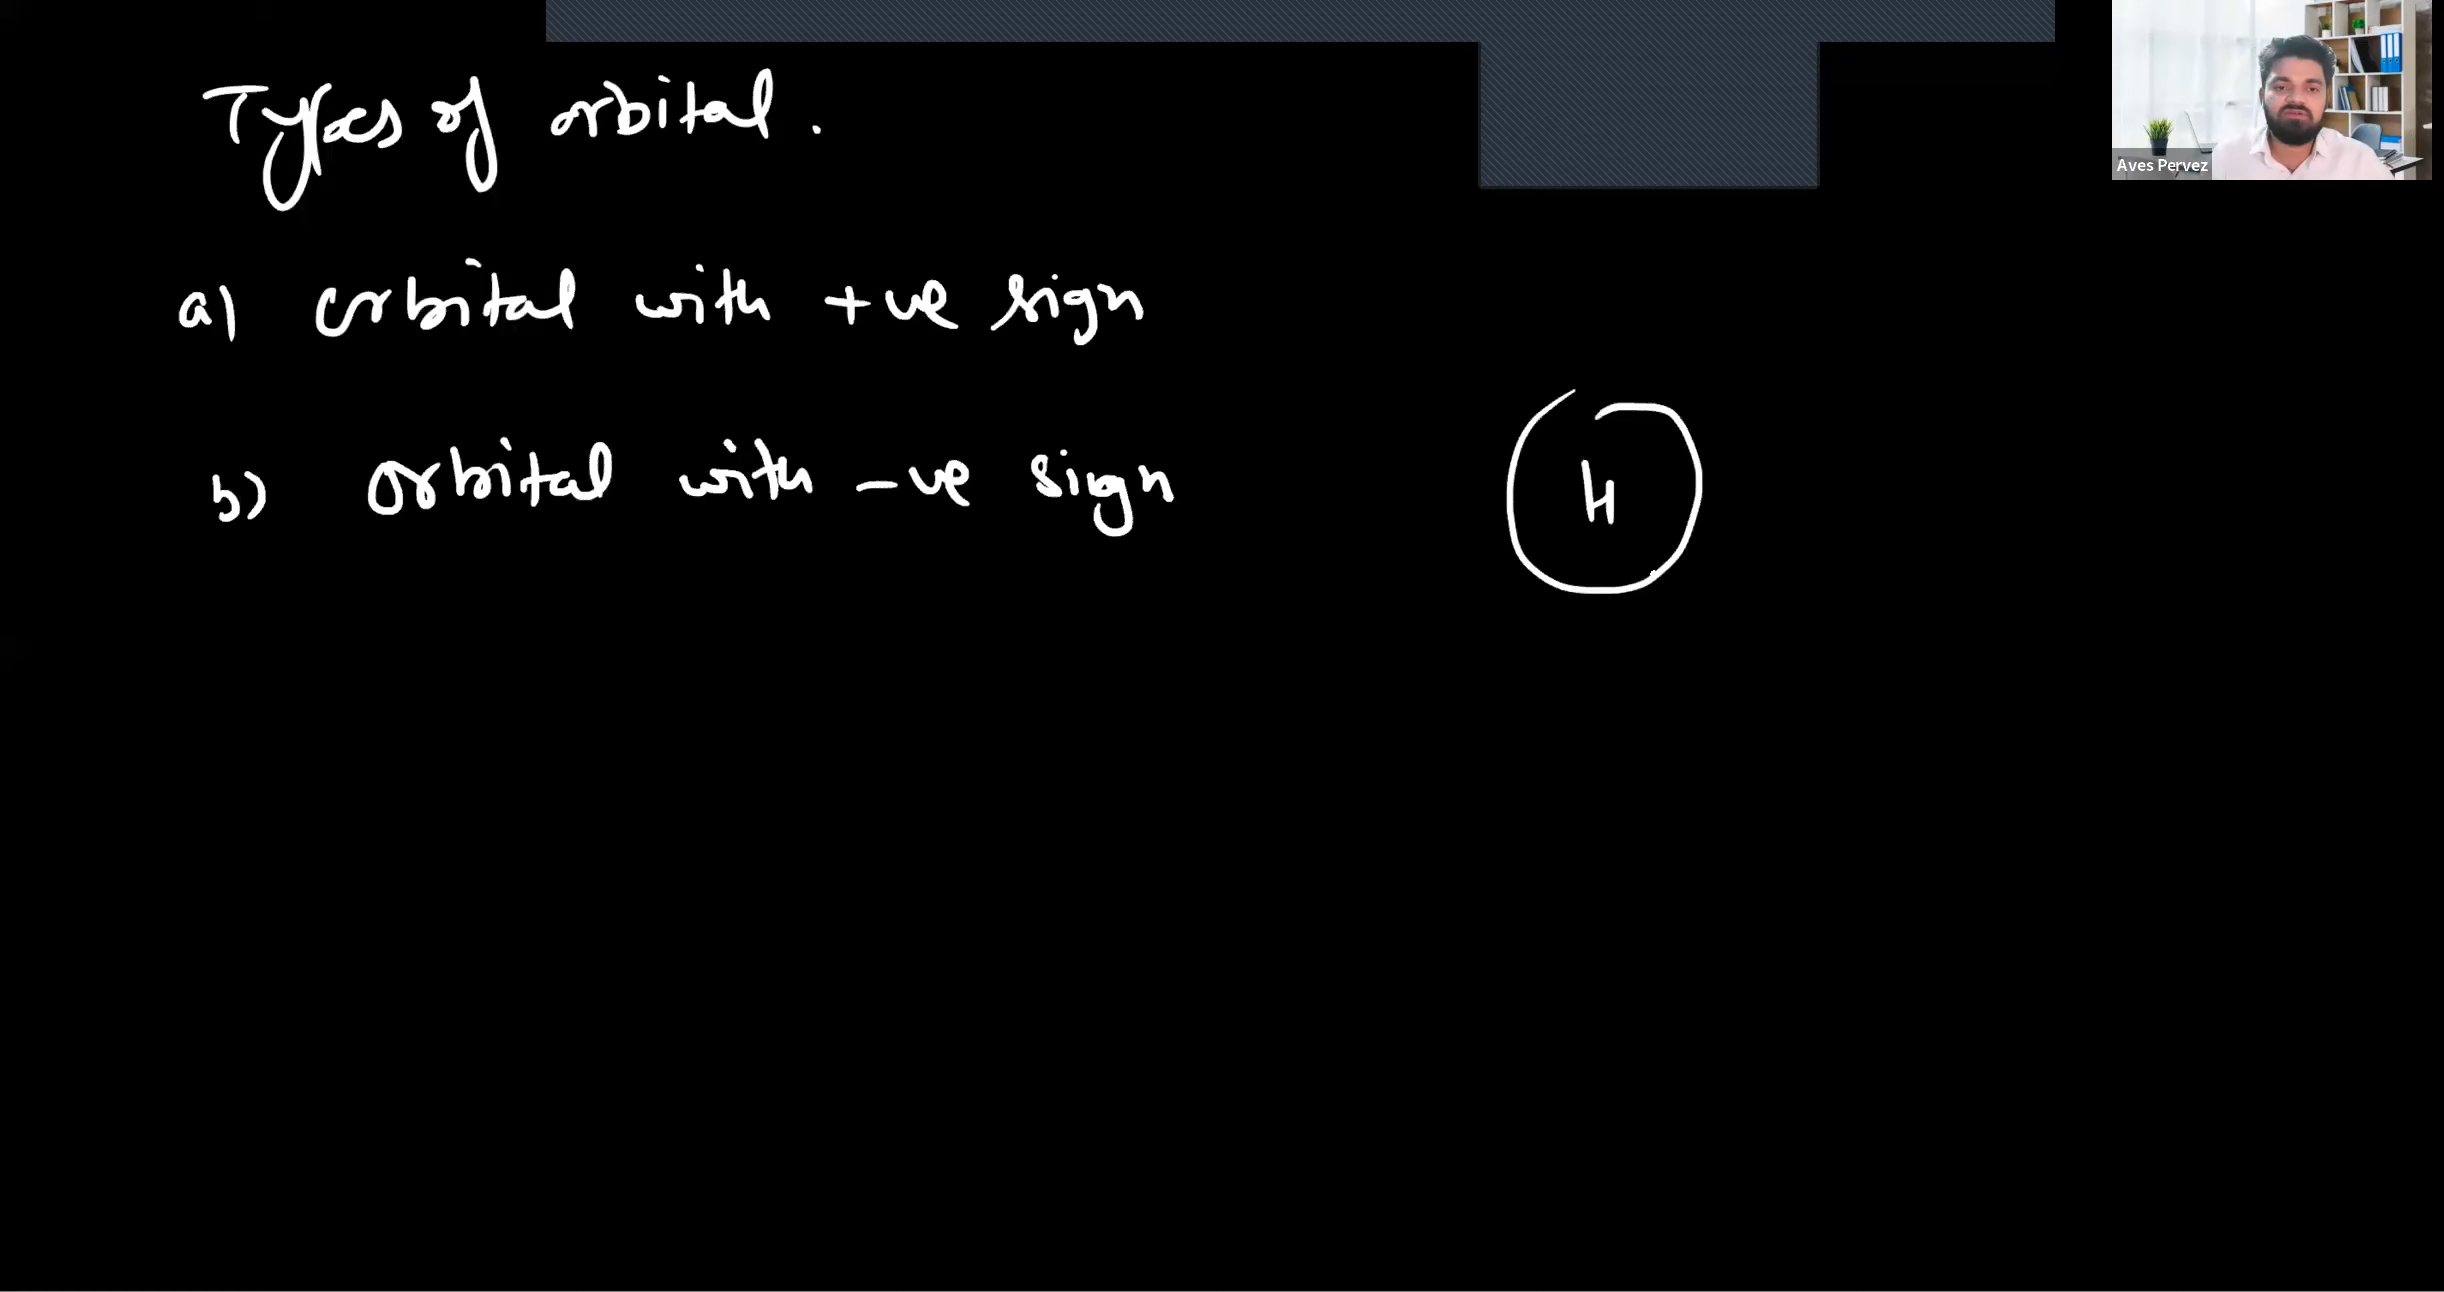 Types of orbital.
Aves Pervez
a) orbital with +ve sign
b) orbital with -ve sign
H